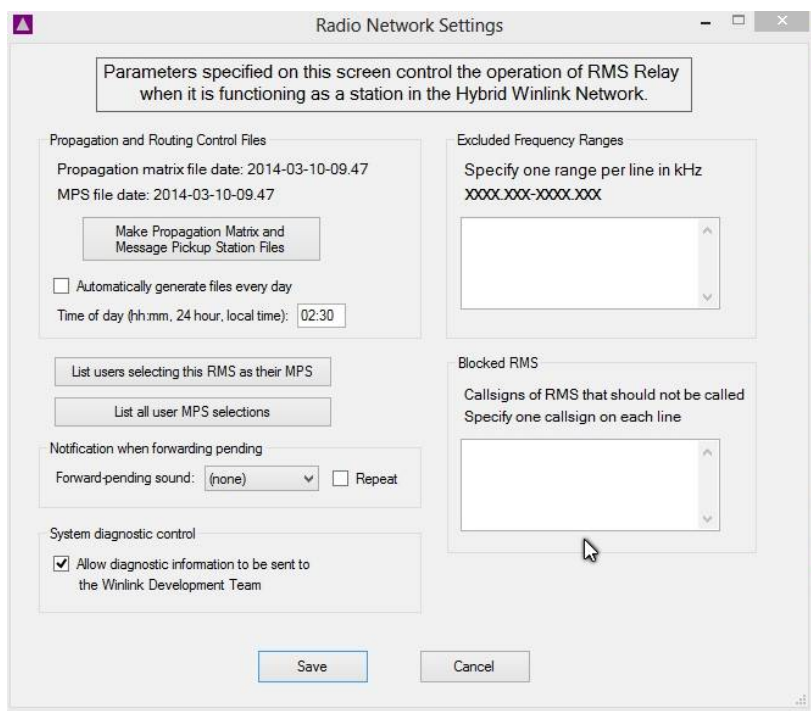 Radio Network Settings
Parameters specified on this screen control the operation of RMS Relay
when it is functioning as a station in the Hybrid Winlink Network.
Propagation and Routing Control Files
Propagation matrix file date: 2014-03-10-09.47
MPS file date: 2014-03-10-09.47
Make Propagation Matrix and
Message Pickup Station Files
Automatically generate files every day
Time of day (hh:mm, 24 hour, local time): 02:30
List users selecting this RMS as their MPS
List all user MPS selections
Notification when forwarding pending
Forward-pending sound: (none) Repeat
System diagnostic control
Allow diagnostic information to be sent to
the Winlink Development Team
Excluded Frequency Ranges
Specify one range per line in kHz
XXXX.XXX-XXXX.XXX
Blocked RMS
Callsigns of RMS that should not be called
Specify one callsign on each line
Save
Cancel